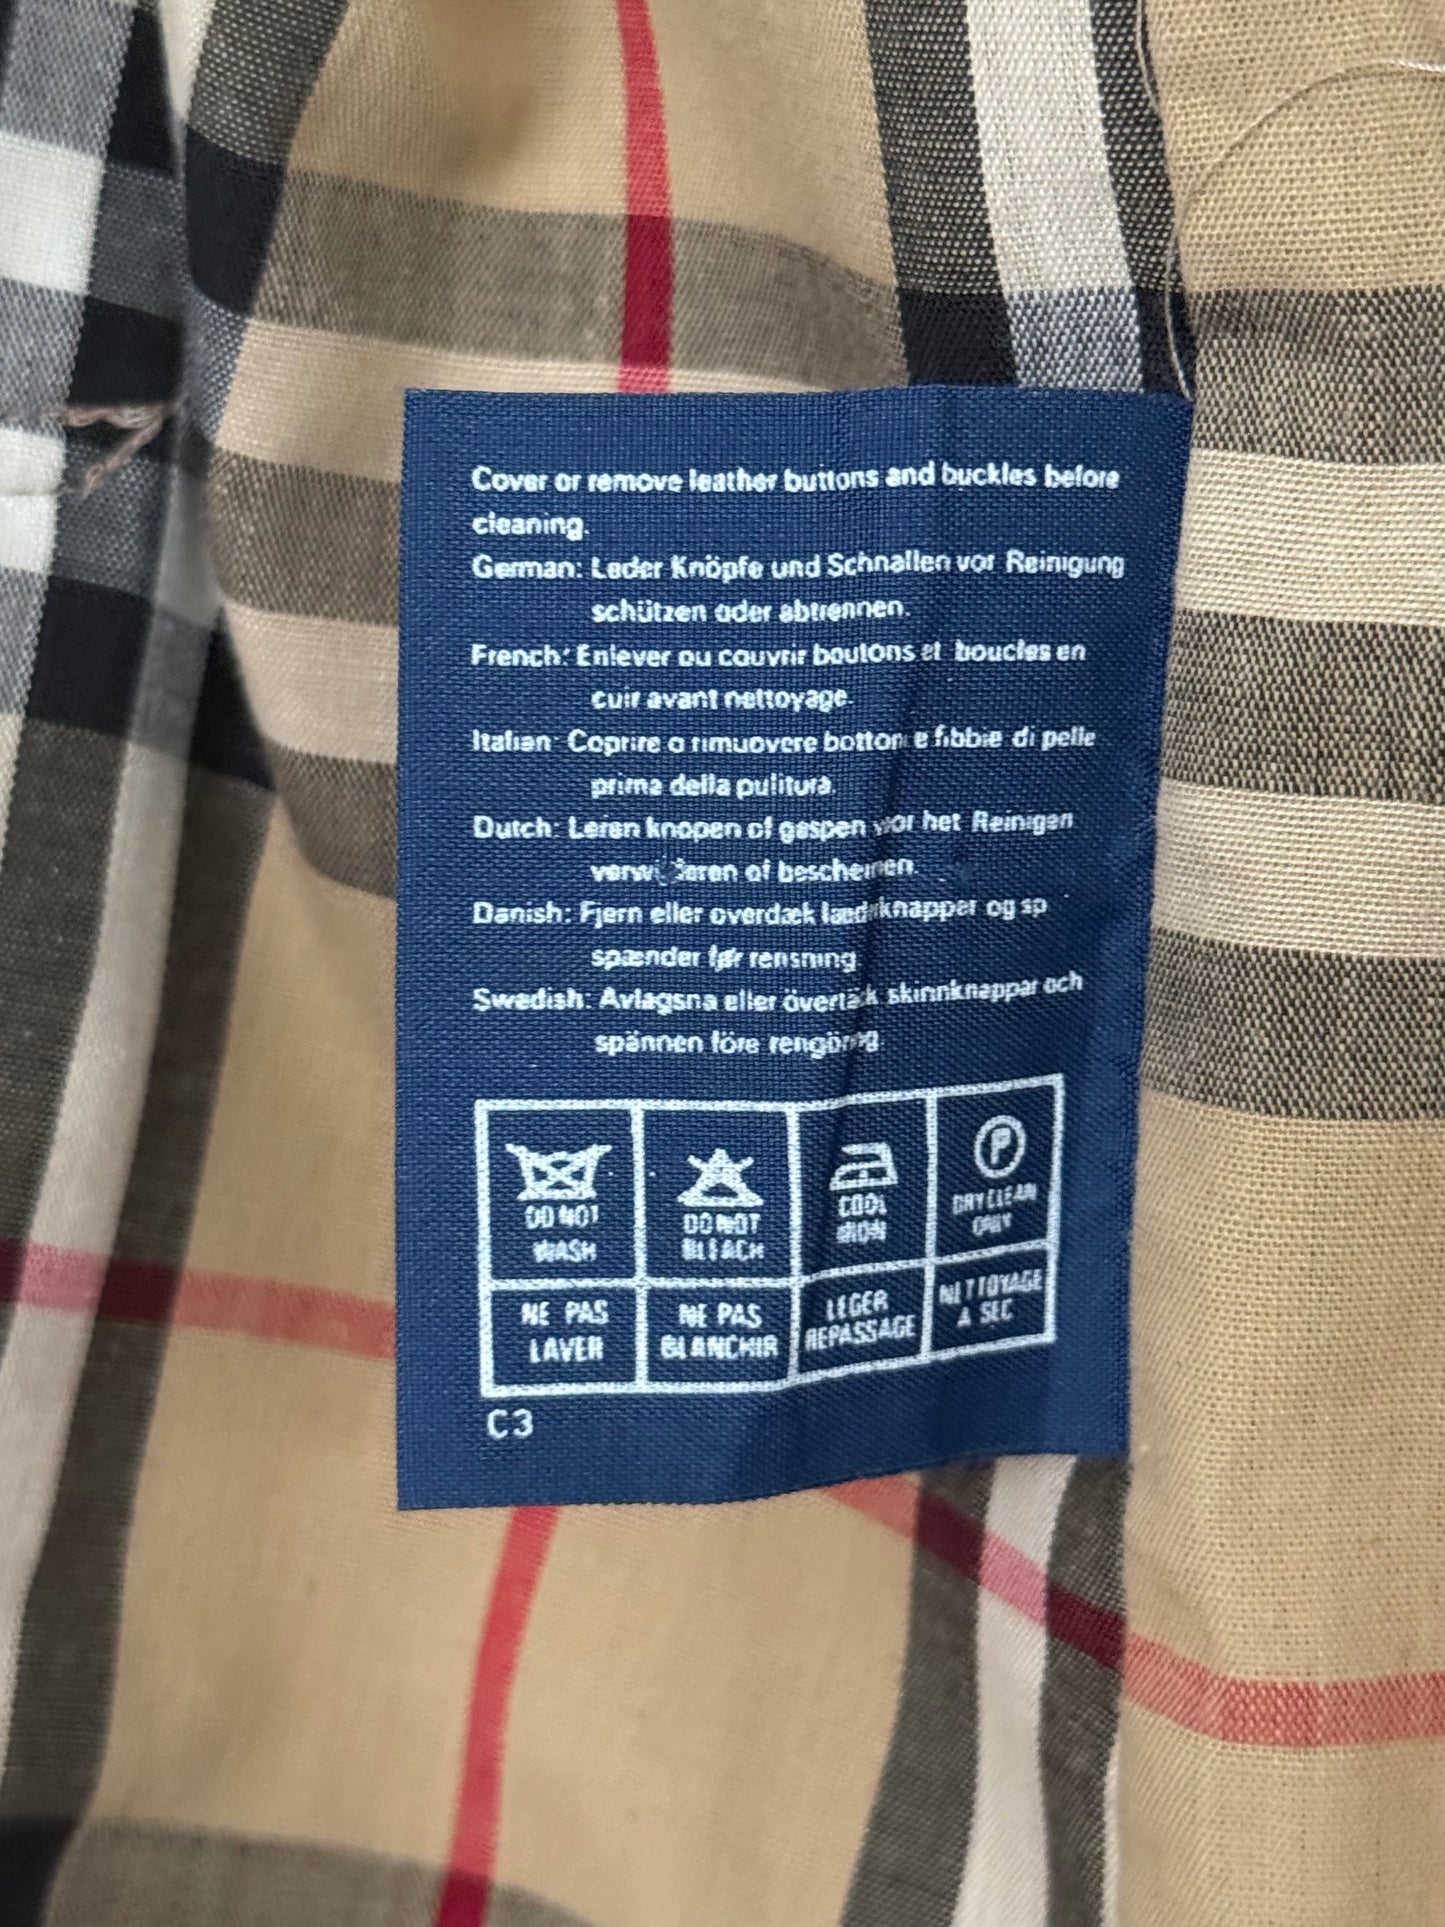 Cover or remove leather buttons and buckles before
cleaning.
German: Leder Knöpfe und Schnallen vor Reinigung
schützen oder abtrennen.
French: Enlever ou couvrir boutons et boucles en
cuir avant nettoyage.
Italian: Coprire o rimuovere bottoni e fibbie di pelle
prima della pulitura.
Dutch: Leren knopen of gespen voor het Reinigen
of beschermen.
Danish: Fjern eller overdæk læderknapper og sp
spænder før rensning
Swedish: Avlagsna eller övertäck skinnknappar och
spännen före rengöring.
P
DO NOT
WASH
DO NOT
BLEACH
COOL
IRON
DRY CLEAN
ONLY
NE PAS
LAVER
NE PAS
BLANCHIR
LEGER
REPASSAGE
NETTOYAGE
A SEC
C3